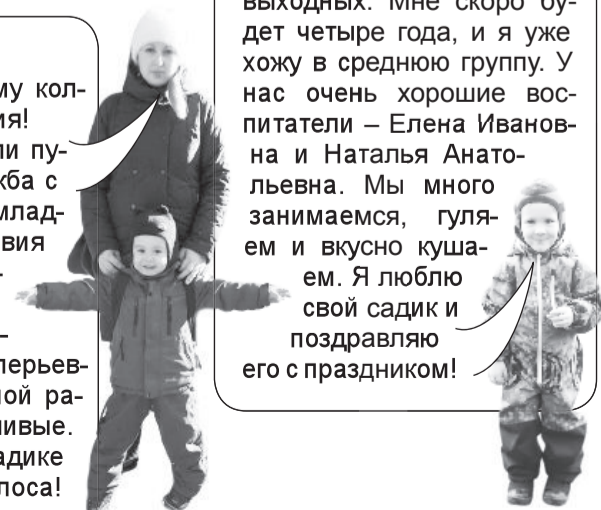 му кол-
ия!
ли пу-
жба с
млад-
вия
-
–
перьев-
ной ра-
ливые.
адике
лоса!
выходных. Мне скоро бу-
дет четыре года, и я уже
хожу в среднюю группу. У
нас очень хорошие вос-
питатели – Елена Иванов-
на и Наталья Анато-
льевна. Мы много
занимаемся, гуля-
ем и вкусно куша-
ем. Я люблю
свой садик и
поздравляю
его с праздником!